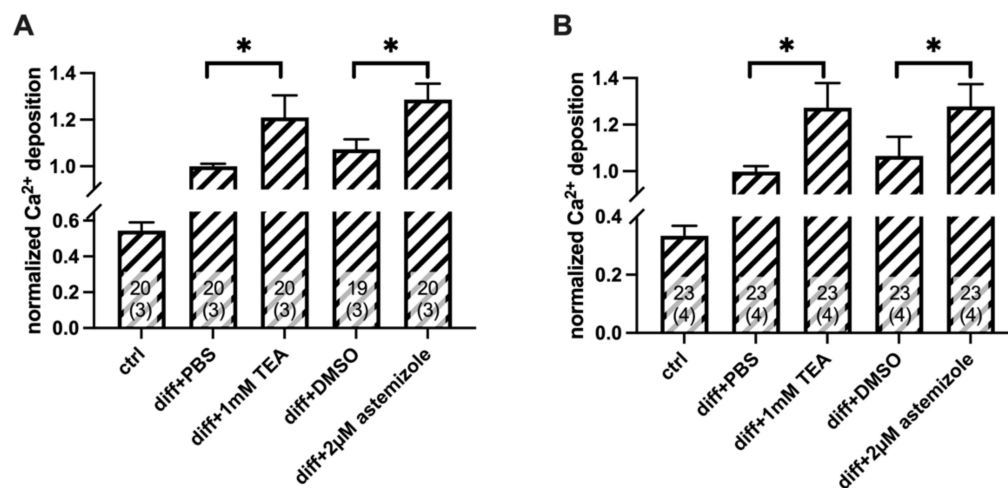 A
*
*
normalized Ca2+ deposition
1.4
1.2
1.0
0.6
0.4
0.2
0.0
20
(3)
20
(3)
20
(3)
19
(3)
20
(3)
ctrl
diff+PBS
diff+1mM TEA
diff+DMSO
diff+2μM astemizole
B
*
*
normalized Ca2+ deposition
1.4
1.2
1.0
0.4
0.2
0.0
23
(4)
23
(4)
23
(4)
23
(4)
23
(4)
ctrl
diff+PBS
diff+1mM TEA
diff+DMSO
diff+2μM astemizole